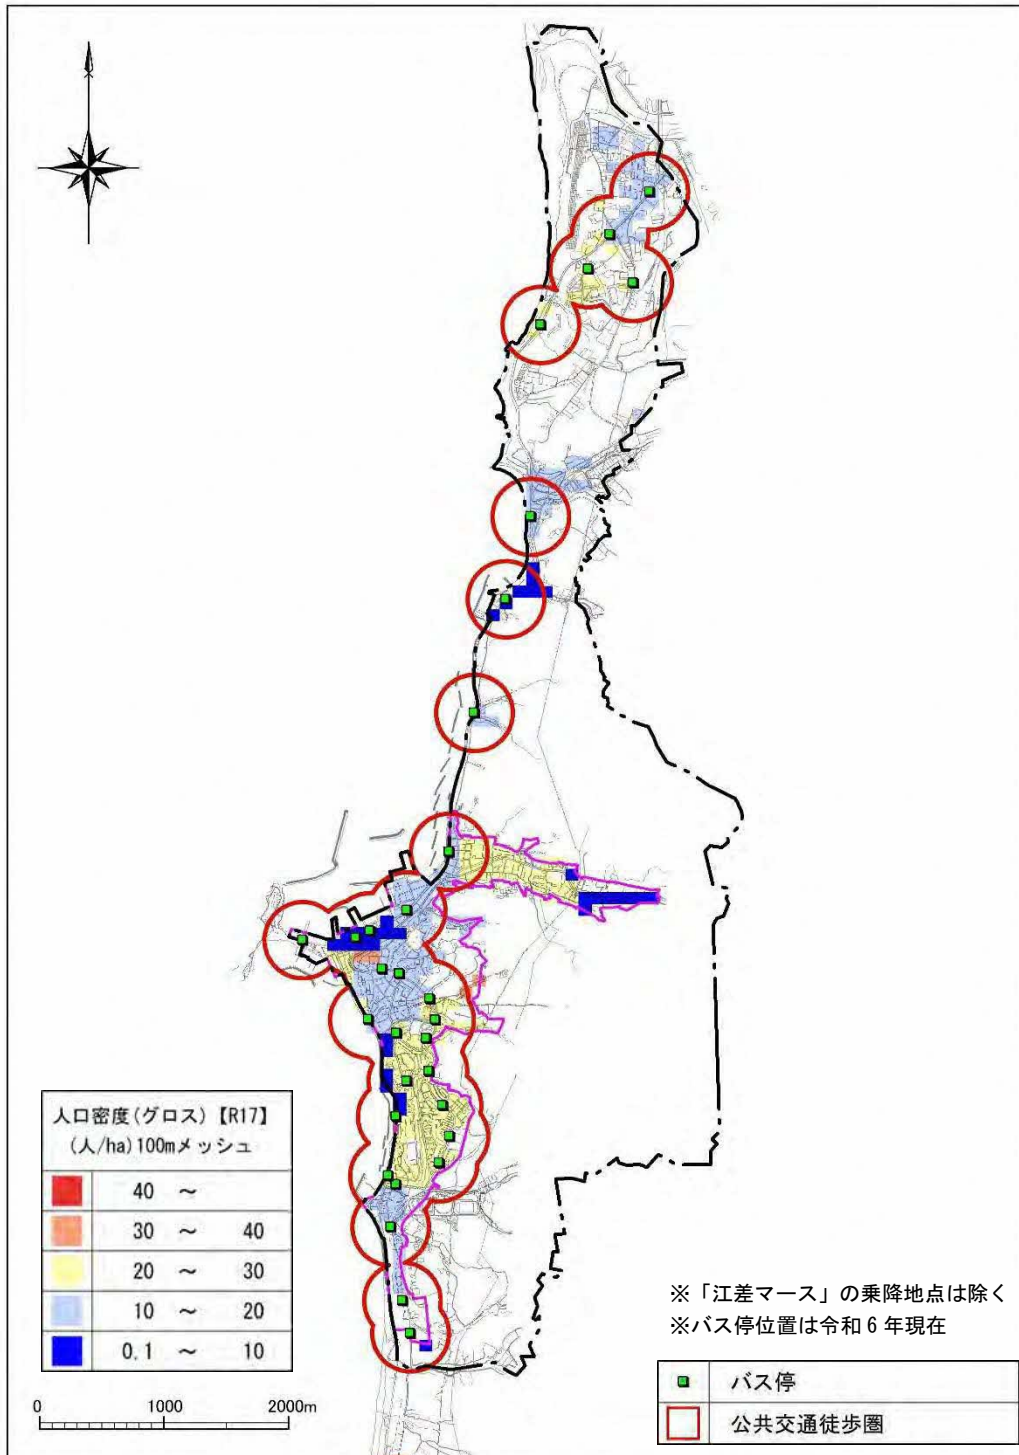 人口密度(グロス)【R17】
(人/ha)100mメッシュ
40 ～
30 ～ 40
20 ～ 30
10 ～ 20
0.1 ～ 10
0 1000 2000m
※「江差マース」の乗降地点は除く
※バス停位置は令和6年現在
バス停
公共交通徒歩圏